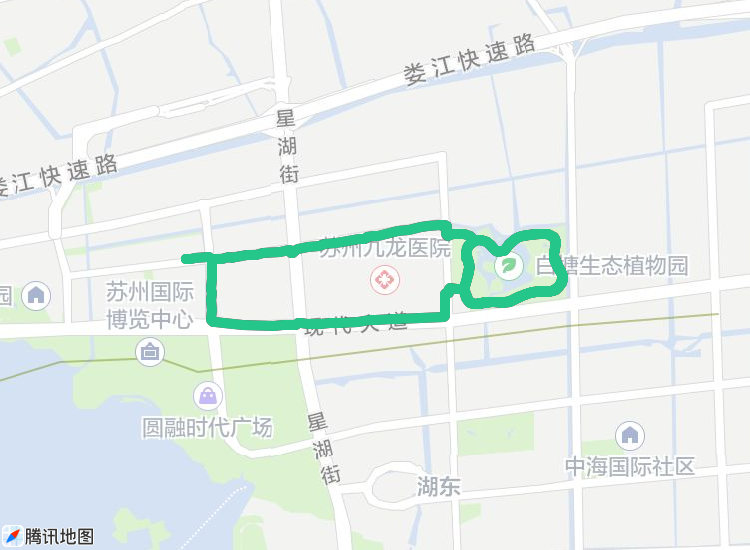 娄江快速路
星湖街
娄江快速路
苏州九龙医院
白塘生态植物园
园
苏州国际
博览中心
现代大道
圆融时代广场
星湖街
中海国际社区
湖东
腾讯地图